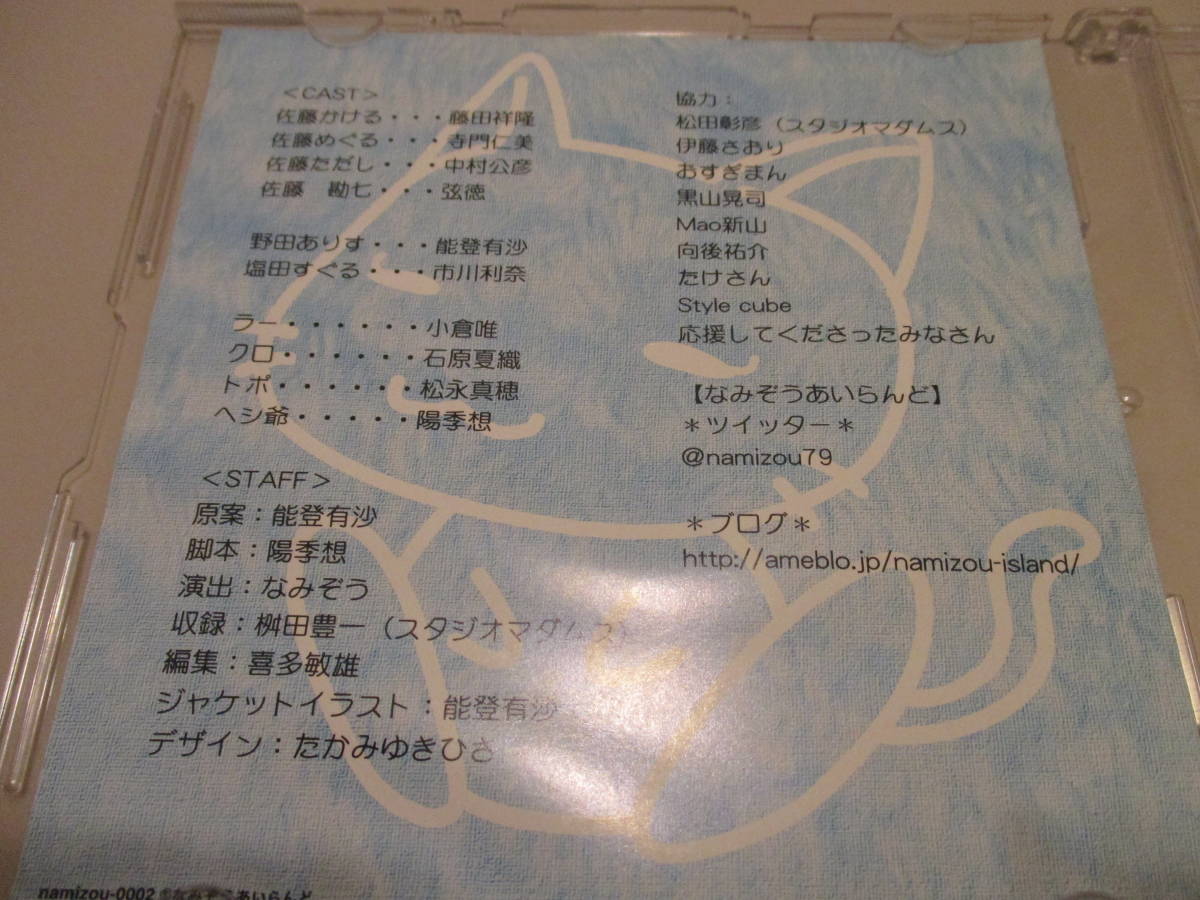 ＜CAST＞
佐藤かける・・・藤田祥隆
佐藤めぐる・・・寺門仁美
佐藤ただし・・・中村公彦
佐藤　勘七・・・弦徳
野田ありす・・・能登有沙
塩田すぐる・・・市川利奈
ラー・・・・・・小倉唯
クロ・・・・・・石原夏織
トポ・・・・・・松永真穂
ヘシ爺・・・・・陽季想
＜STAFF＞
原案：能登有沙
脚本：陽季想
演出：なみぞう
収録：桝田豊一（スタジオマダムス）
編集：喜多敏雄
ジャケットイラスト：能登有沙
デザイン：たかみゆきひさ
協力：
松田彰彦（スタジオマダムス）
伊藤さおり
おすぎまん
黒山晃司
Mao新山
向後祐介
たけさん
Style cube
応援してくださったみなさん
【なみぞうあいらんど】
＊ツイッター＊
@namizou79
＊ブログ＊
http://ameblo.jp/namizou-island/
namizou-0002 ©なみぞうあいらんど